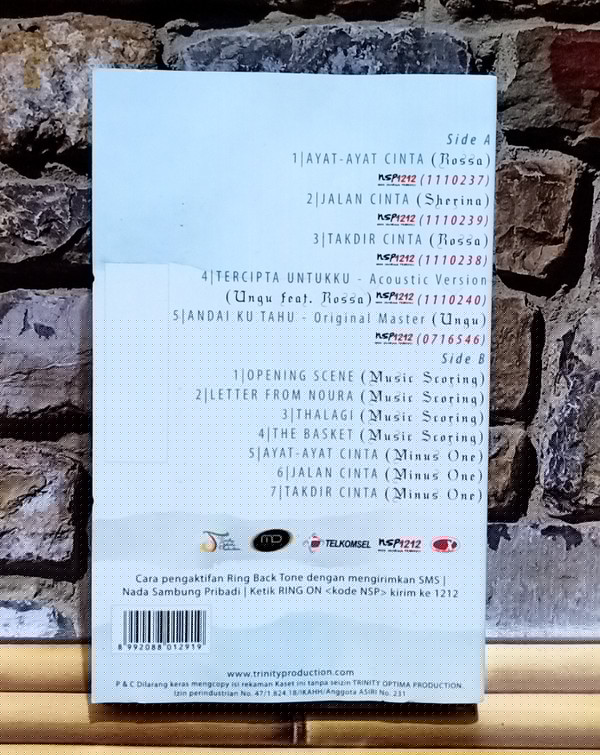 Side A
1|AYAT-AYAT CINTA (Rossa)
NSP1212 (1110237)
2|JALAN CINTA (Sherina)
NSP1212 (1110239)
3|TAKDIR CINTA (Rossa)
NSP1212 (1110238)
4|TERCIPTA UNTUKKU - Acoustic Version
(Ungu feat. Rossa) NSP1212 (1110240)
5|ANDAI KU TAHU - Original Master (Ungu)
NSP1212 (0716546)
Side B
1|OPENING SCENE (Music Scoring)
2|LETTER FROM NOURA (Music Scoring)
3|THALAGI (Music Scoring)
4|THE BASKET (Music Scoring)
5|AYAT-AYAT CINTA (Minus One)
6|JALAN CINTA (Minus One)
7|TAKDIR CINTA (Minus One)
MD TELKOMSEL NSP1212
Cara pengaktifan Ring Back Tone dengan mengirimkan SMS |
Nada Sambung Pribadi | Ketik RING ON <kode NSP> kirim ke 1212
8 992088 012919
www.trinityproduction.com
P & C Dilarang keras mengcopy isi rekaman Kaset ini tanpa seizin TRINITY OPTIMA PRODUCTION.
Izin perindustrian No. 47/1.824.18/IKAHH/Anggota ASIRI No. 231